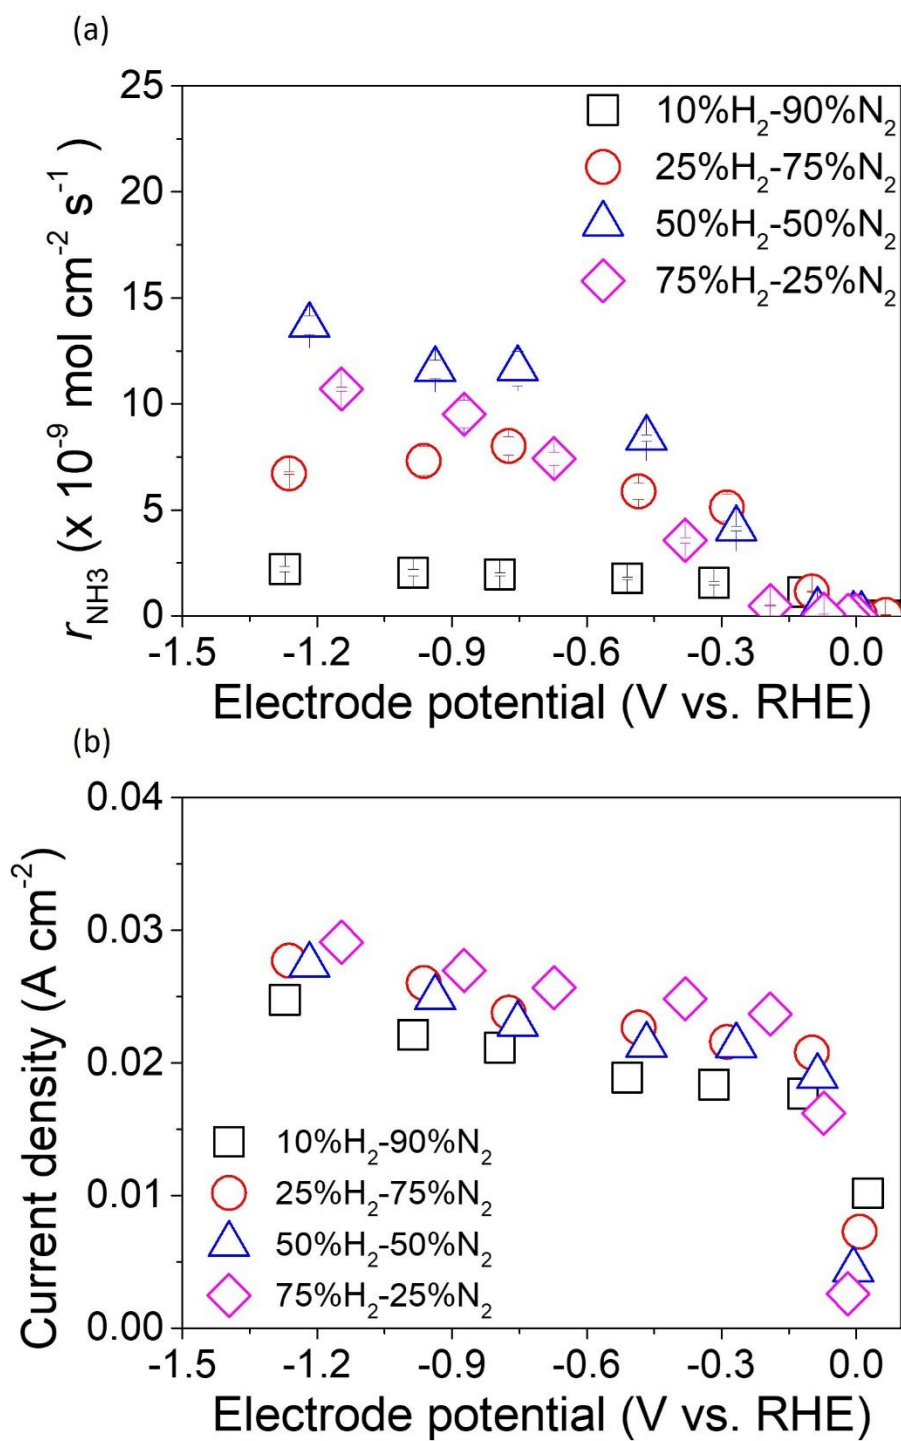 (a)
25
20
15
10
5
0
r_NH3 (x 10^-9 mol cm^-2 s^-1)
10%H2-90%N2
25%H2-75%N2
50%H2-50%N2
75%H2-25%N2
-1.5 -1.2 -0.9 -0.6 -0.3 0.0
Electrode potential (V vs. RHE)
(b)
0.04
0.03
0.02
0.01
0.00
Current density (A cm^-2)
10%H2-90%N2
25%H2-75%N2
50%H2-50%N2
75%H2-25%N2
-1.5 -1.2 -0.9 -0.6 -0.3 0.0
Electrode potential (V vs. RHE)